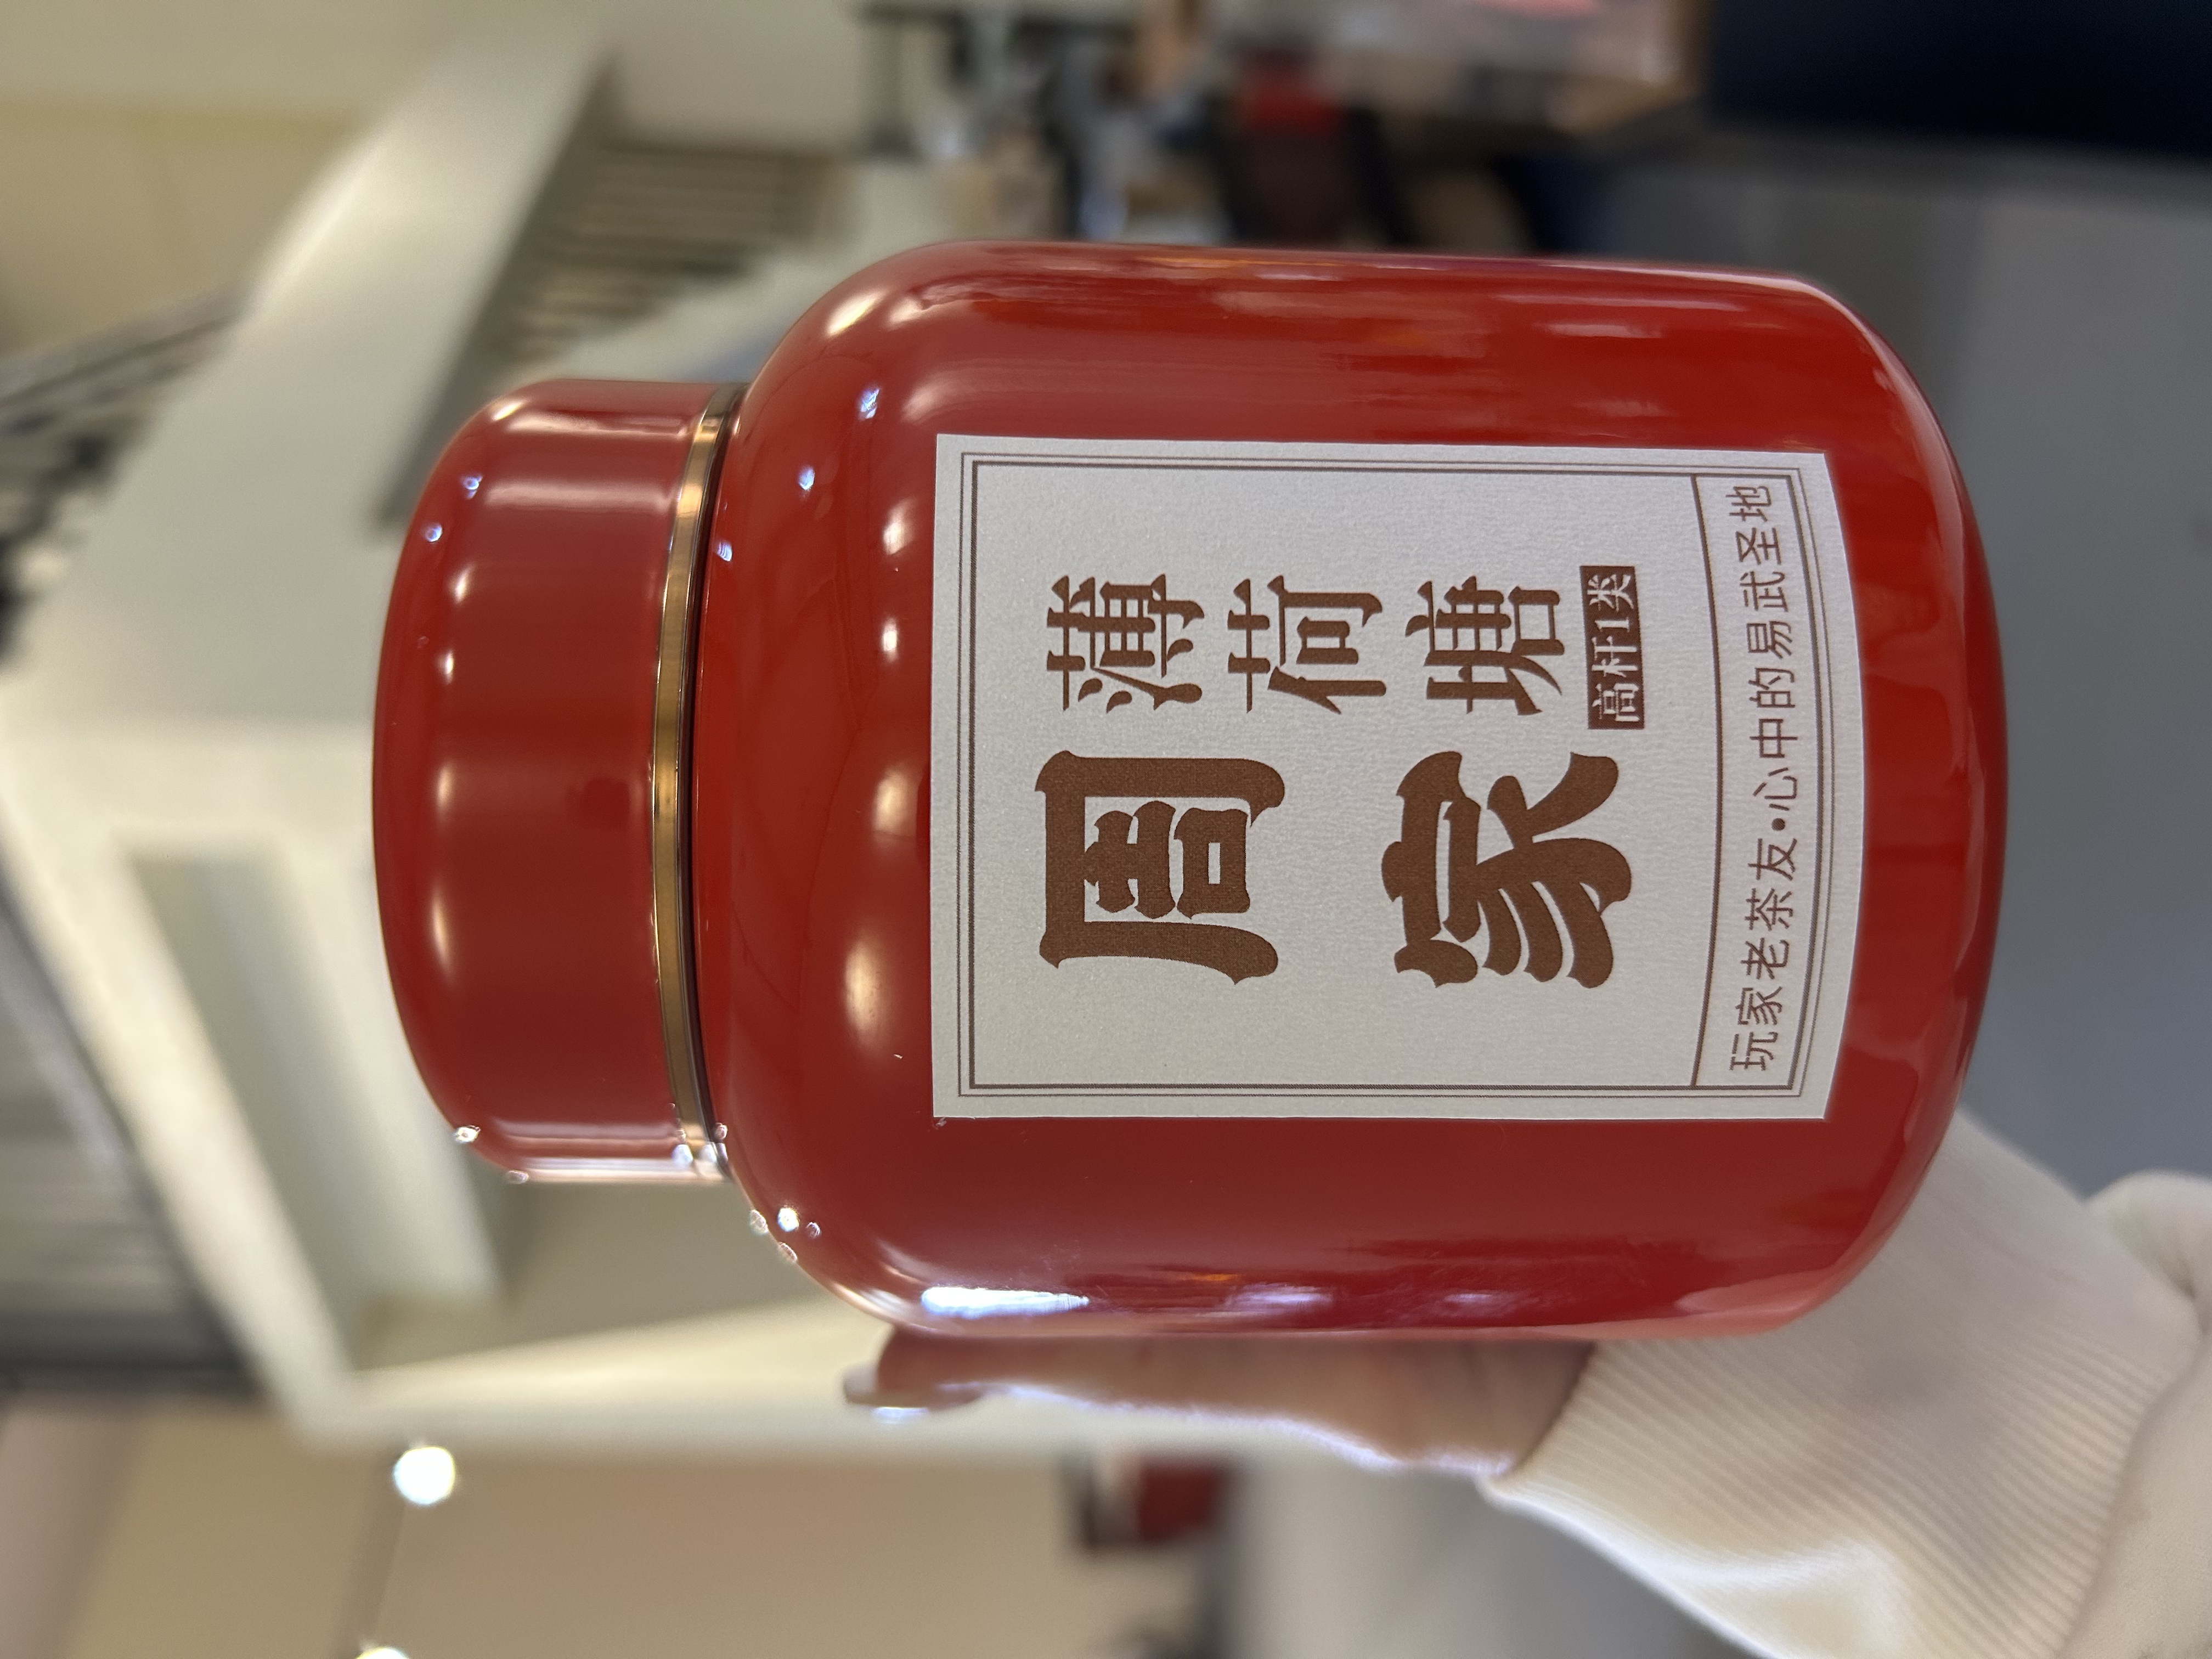 周家
薄荷塘
高杆1类
玩家老茶友•心中的易武圣地